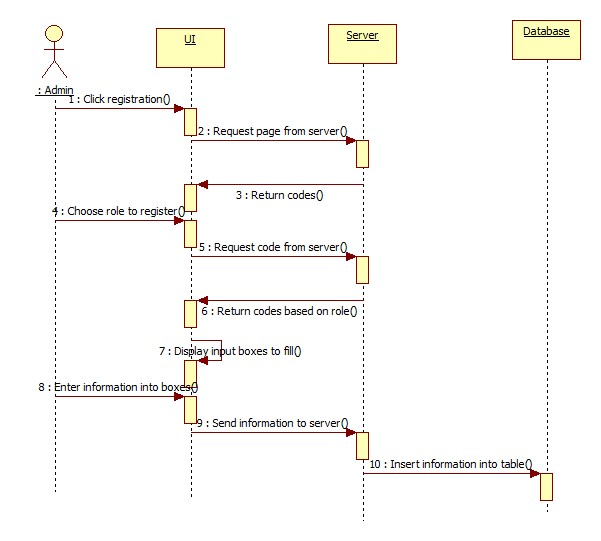 UI
Server
Database
: Admin
1 : Click registration()
2 : Request page from server()
3 : Return codes()
4 : Choose role to register()
5 : Request code from server()
6 : Return codes based on role()
7 : Display input boxes to fill()
8 : Enter information into boxes()
9 : Send information to server()
10 : Insert information into table()